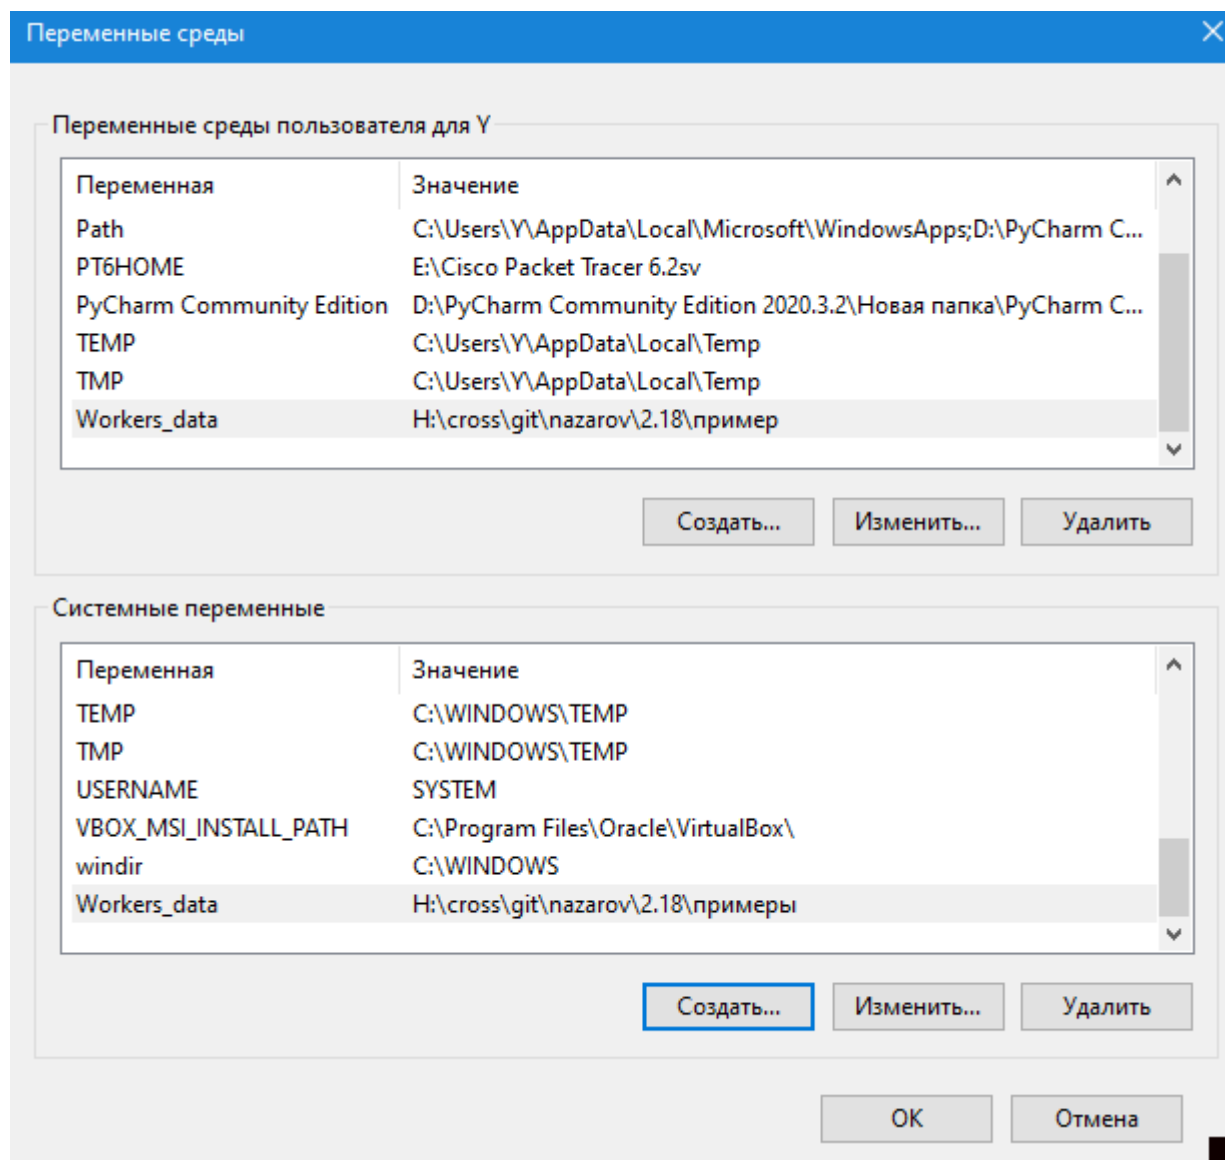 Переменные среды
Переменные среды пользователя для Y
Переменная Значение
Path C:\Users\Y\AppData\Local\Microsoft\WindowsApps;D:\PyCharm C...
PT6HOME E:\Cisco Packet Tracer 6.2sv
PyCharm Community Edition D:\PyCharm Community Edition 2020.3.2\Новая папка\PyCharm C...
TEMP C:\Users\Y\AppData\Local\Temp
TMP C:\Users\Y\AppData\Local\Temp
Workers_data H:\cross\git\nazarov\2.18\пример
Создать... Изменить... Удалить
Системные переменные
Переменная Значение
TEMP C:\WINDOWS\TEMP
TMP C:\WINDOWS\TEMP
USERNAME SYSTEM
VBOX_MSI_INSTALL_PATH C:\Program Files\Oracle\VirtualBox\
windir C:\WINDOWS
Workers_data H:\cross\git\nazarov\2.18\примеры
Создать... Изменить... Удалить
ОК Отмена